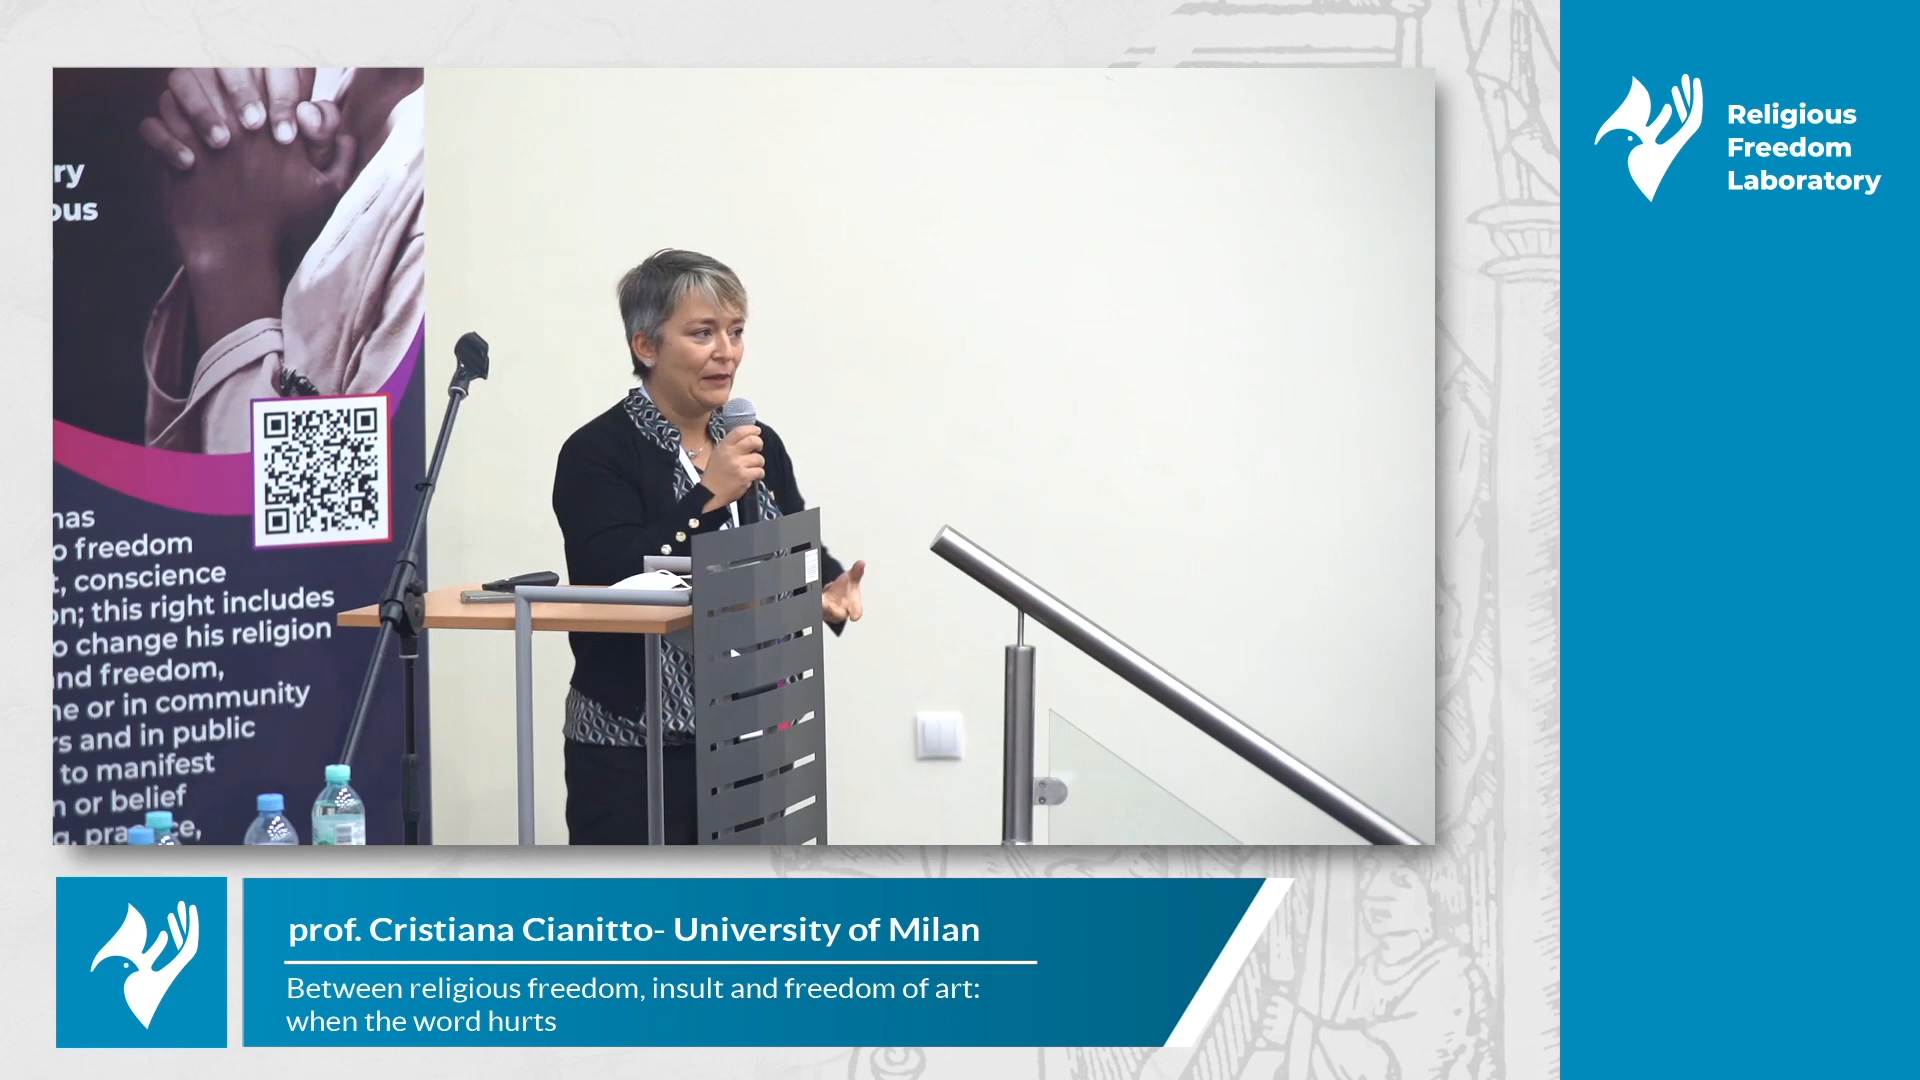 ry
ous
has
o freedom
t, conscience
on; this right includes
o change his religion
nd freedom,
ne or in community
rs and in public
to manifest
n or belief
g, practice,
Religious
Freedom
Laboratory
prof. Cristiana Cianitto- University of Milan
Between religious freedom, insult and freedom of art:
when the word hurts